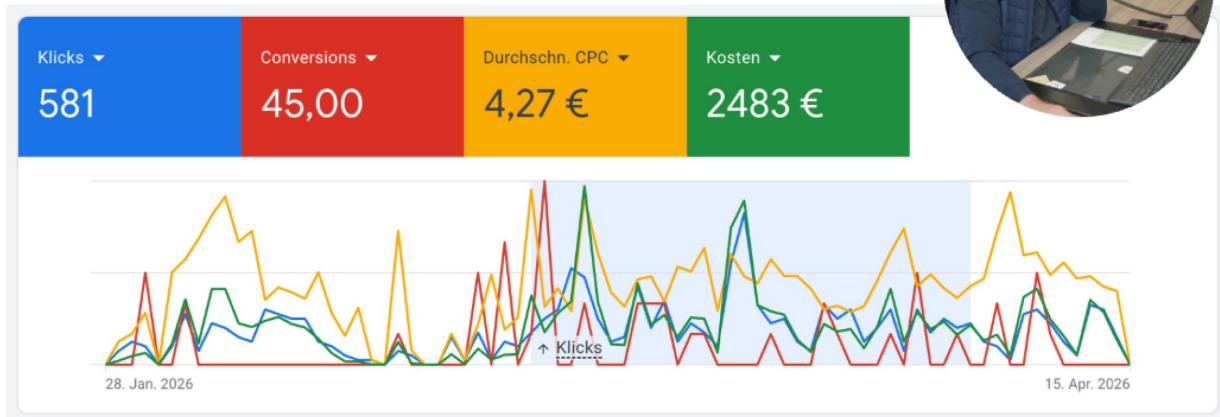 Klicks
581
Conversions
45,00
Durchschn. CPC
4,27 €
Kosten
2483 €
↑ Klicks
28. Jan. 2026
15. Apr. 2026